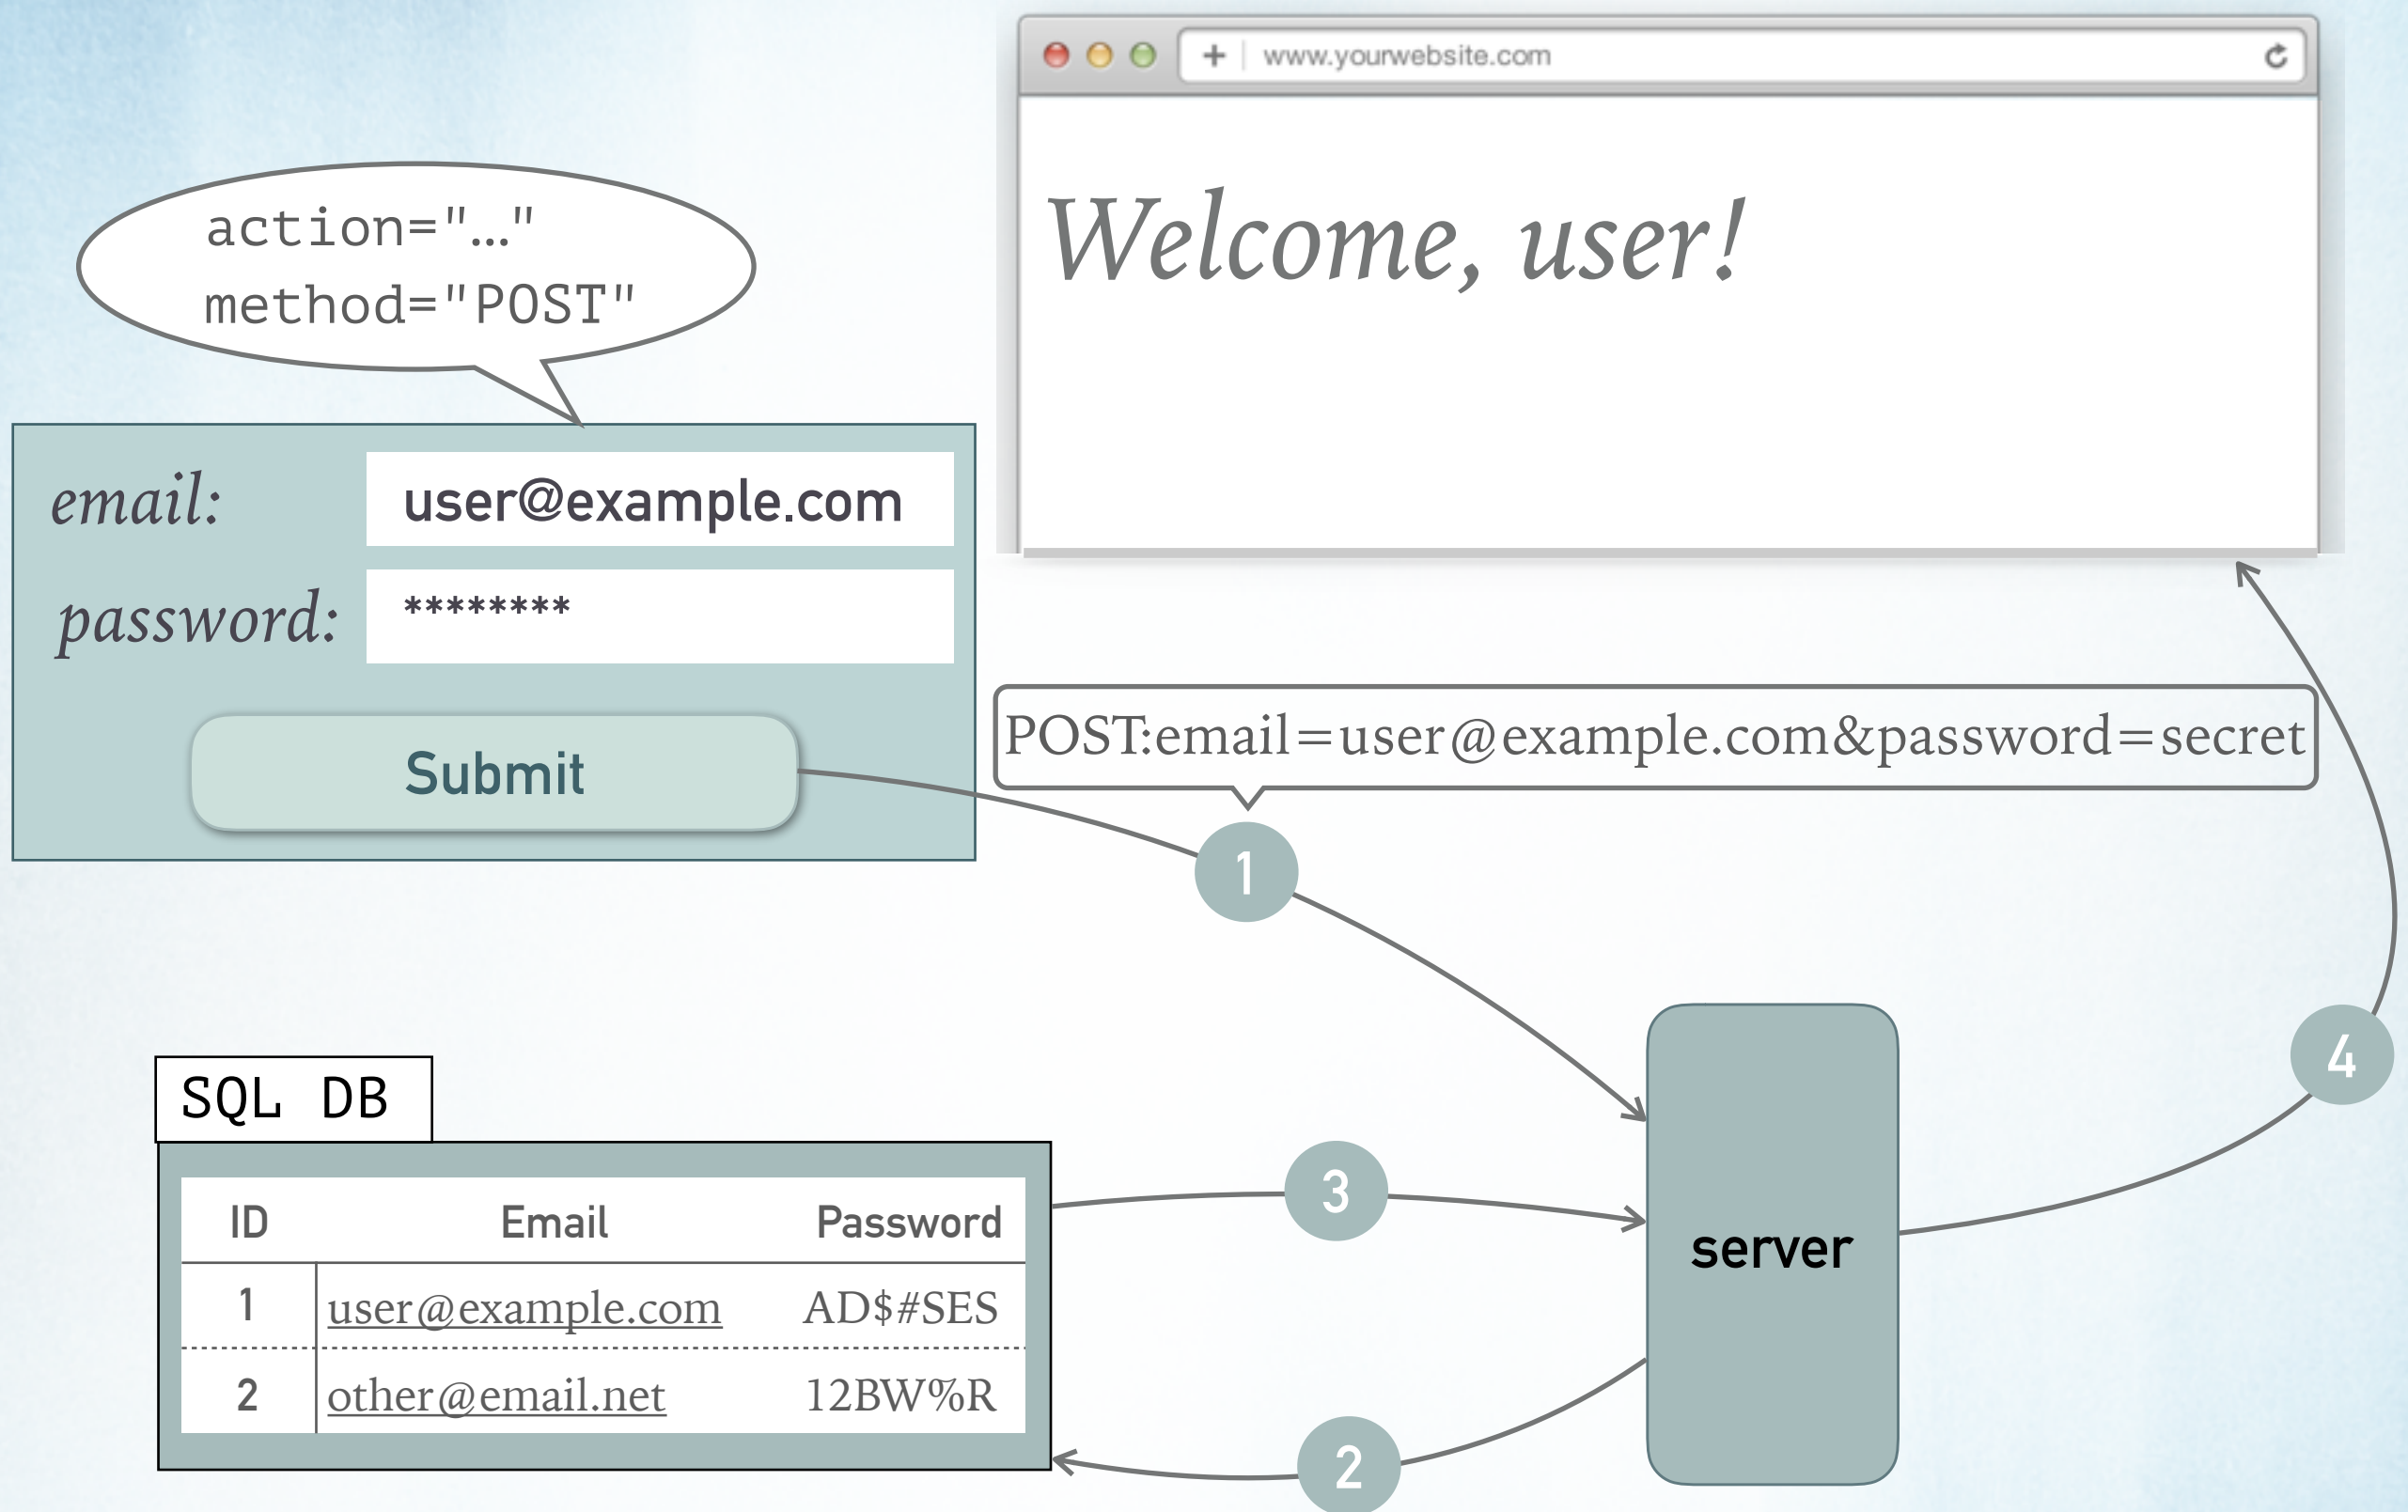 www.yourwebsite.com
Welcome, user!
action="…"
method="POST"
email: user@example.com
password: ********
Submit
POST:email=user@example.com&password=secret
1
4
SQL DB
ID Email Password
1 user@example.com AD$#SES
2 other@email.net 12BW%R
3
server
2